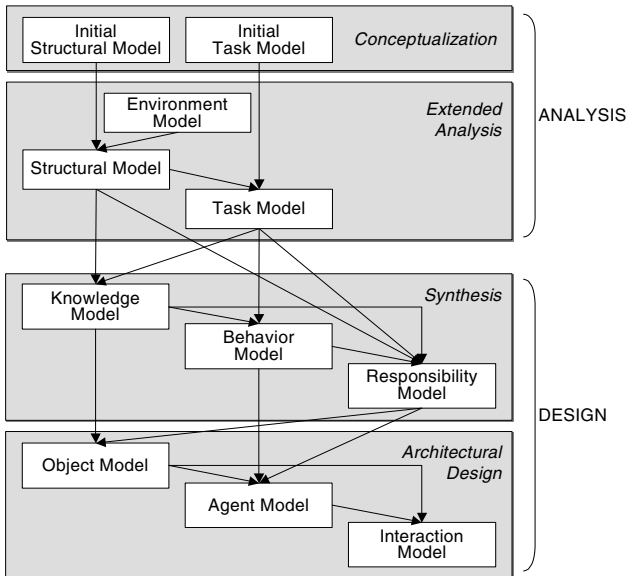 Initial
Structural Model
Initial
Task Model
Conceptualization
Environment
Model
Extended
Analysis
ANALYSIS
Structural Model
Task Model
Knowledge
Model
Synthesis
Behavior
Model
Responsibility
Model
DESIGN
Object Model
Architectural
Design
Agent Model
Interaction
Model